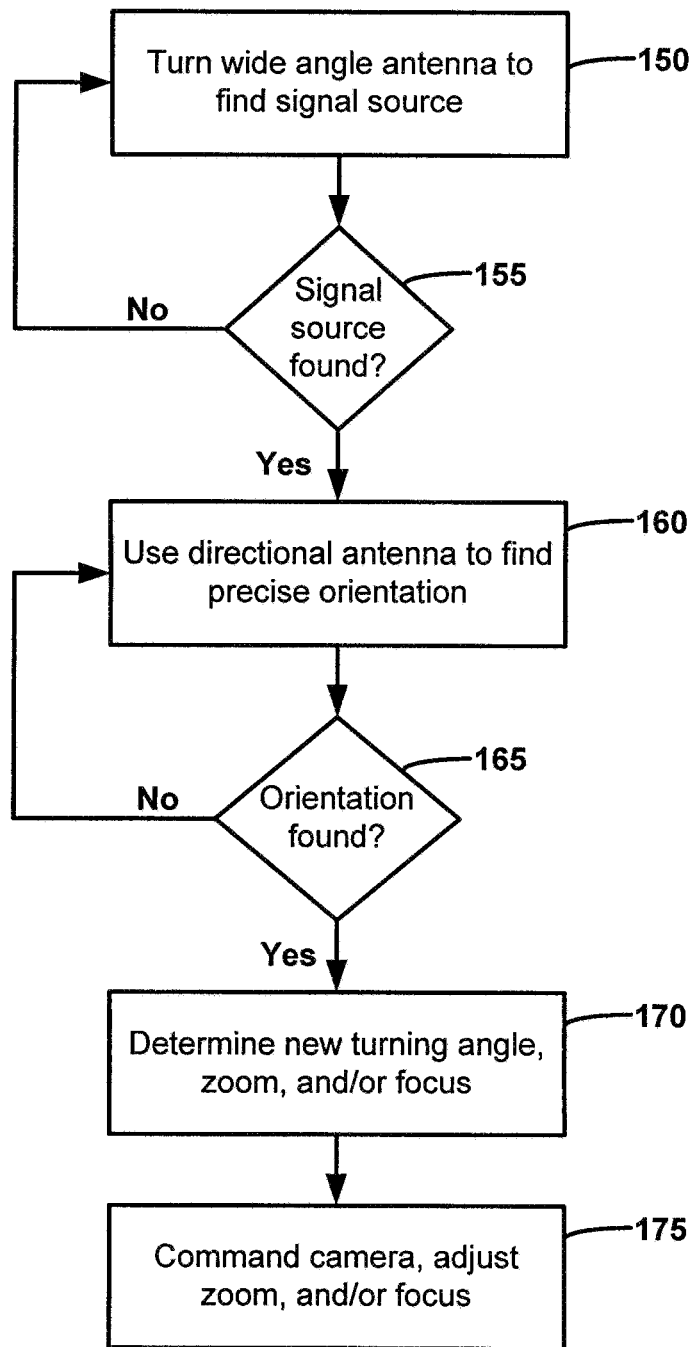 Turn wide angle antenna to
find signal source
150
Signal
source
found?
155
No
Yes
Use directional antenna to find
precise orientation
160
Orientation
found?
165
No
Yes
Determine new turning angle,
zoom, and/or focus
170
Command camera, adjust
zoom, and/or focus
175